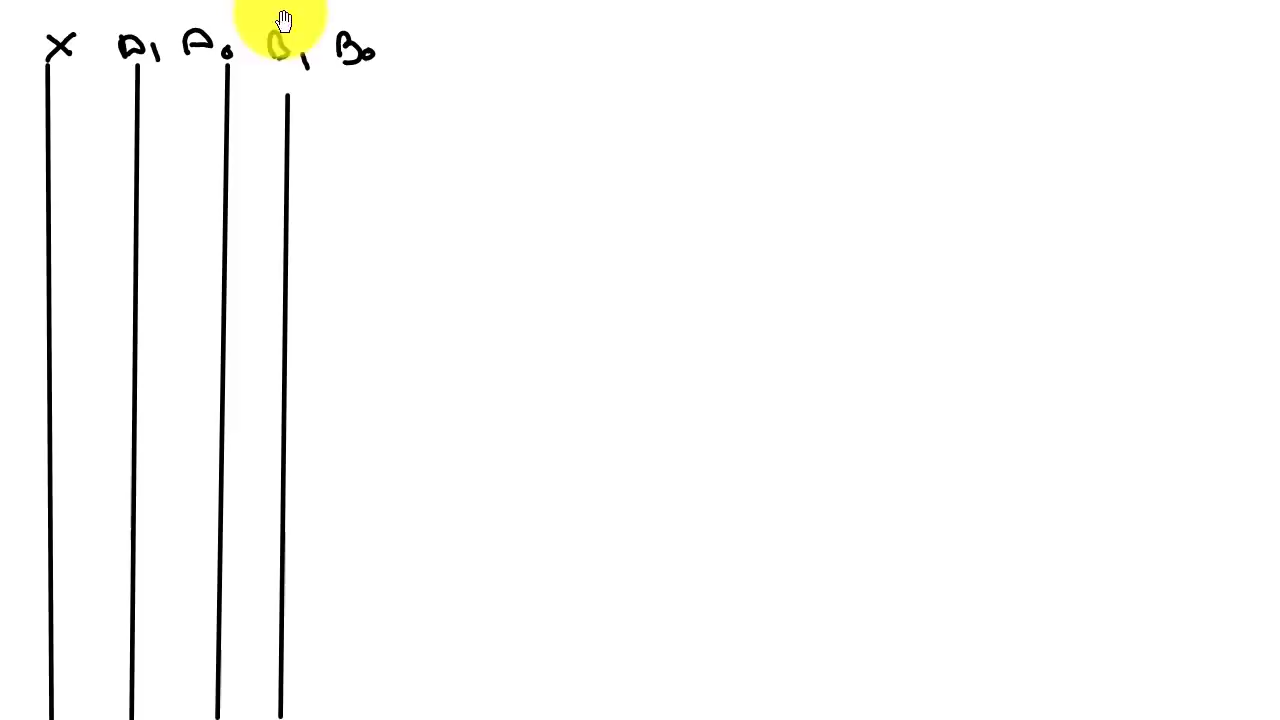 X A₁ A₀ B₁ B₀